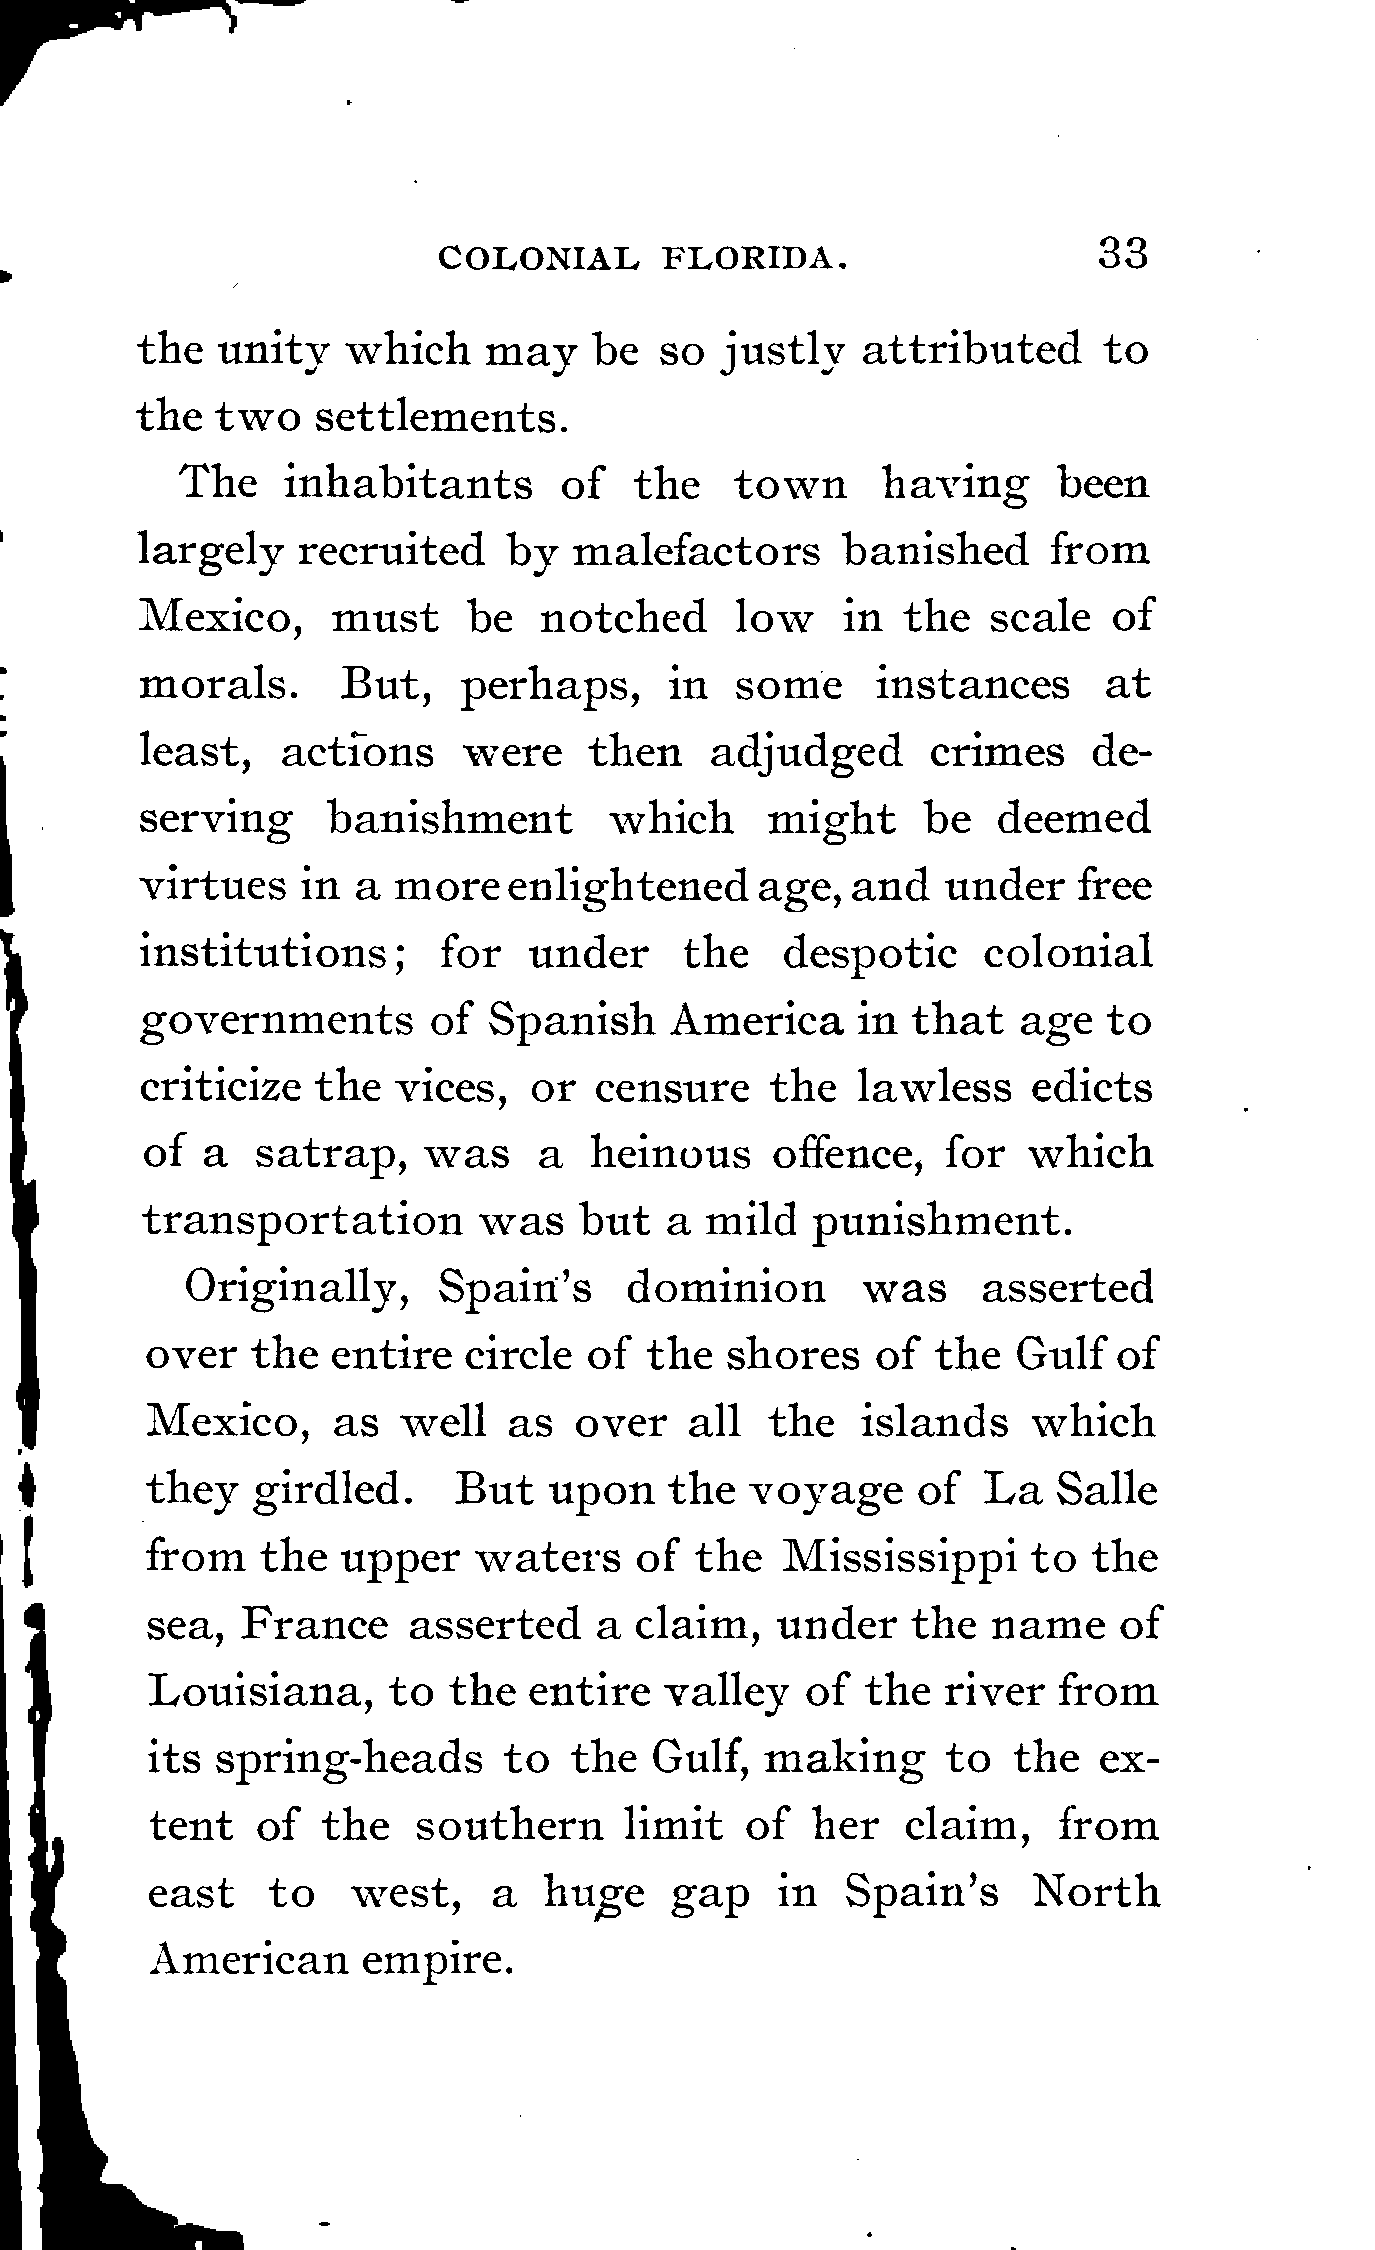 COLONIAL FLORIDA. 33
the unity which may be so justly attributed to
the two settlements.
The inhabitants of the town having been
largely recruited by malefactors banished from
Mexico, must be notched low in the scale of
morals. But, perhaps, in some instances at
least, actions were then adjudged crimes de-
serving banishment which might be deemed
virtues in a more enlightened age, and under free
institutions; for under the despotic colonial
governments of Spanish America in that age to
criticize the vices, or censure the lawless edicts
of a satrap, was a heinous offence, for which
transportation was but a mild punishment.
Originally, Spain's dominion was asserted
over the entire circle of the shores of the Gulf of
Mexico, as well as over all the islands which
they girdled. But upon the voyage of La Salle
from the upper waters of the Mississippi to the
sea, France asserted a claim, under the name of
Louisiana, to the entire valley of the river from
its spring-heads to the Gulf, making to the ex-
tent of the southern limit of her claim, from
east to west, a huge gap in Spain's North
American empire.